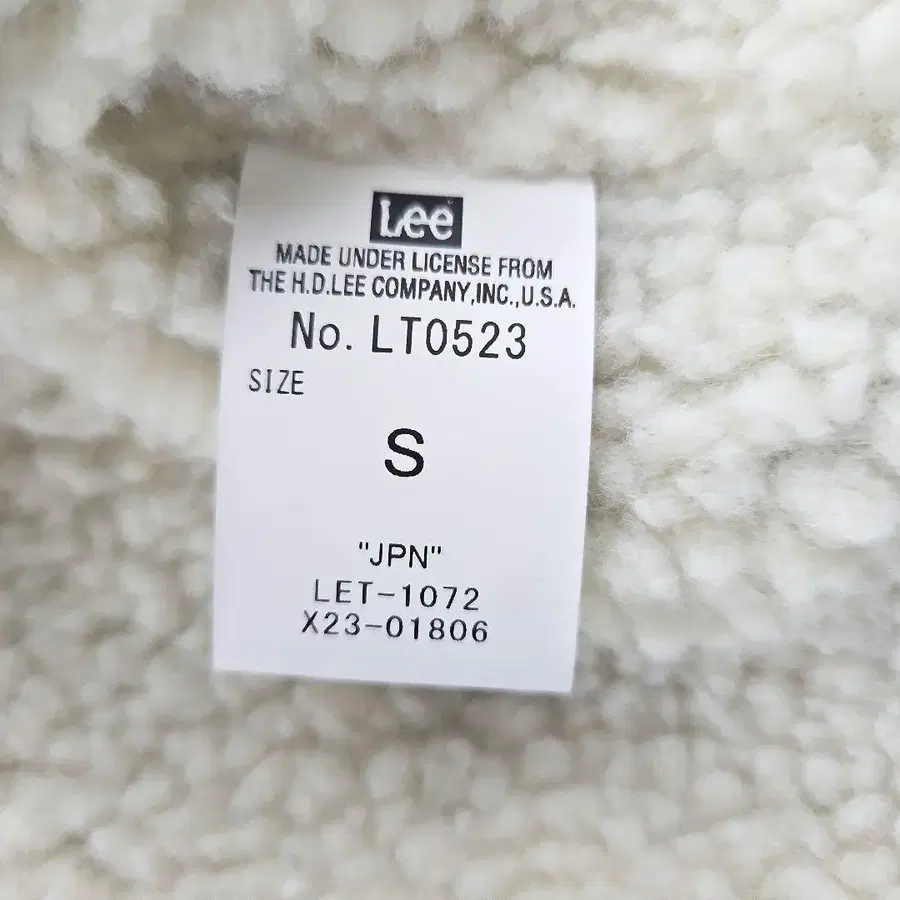 Lee
MADE UNDER LICENSE FROM
THE H.D.LEE COMPANY,INC.,U.S.A.
No. LT0523
SIZE
S
"JPN"
LET-1072
X23-01806